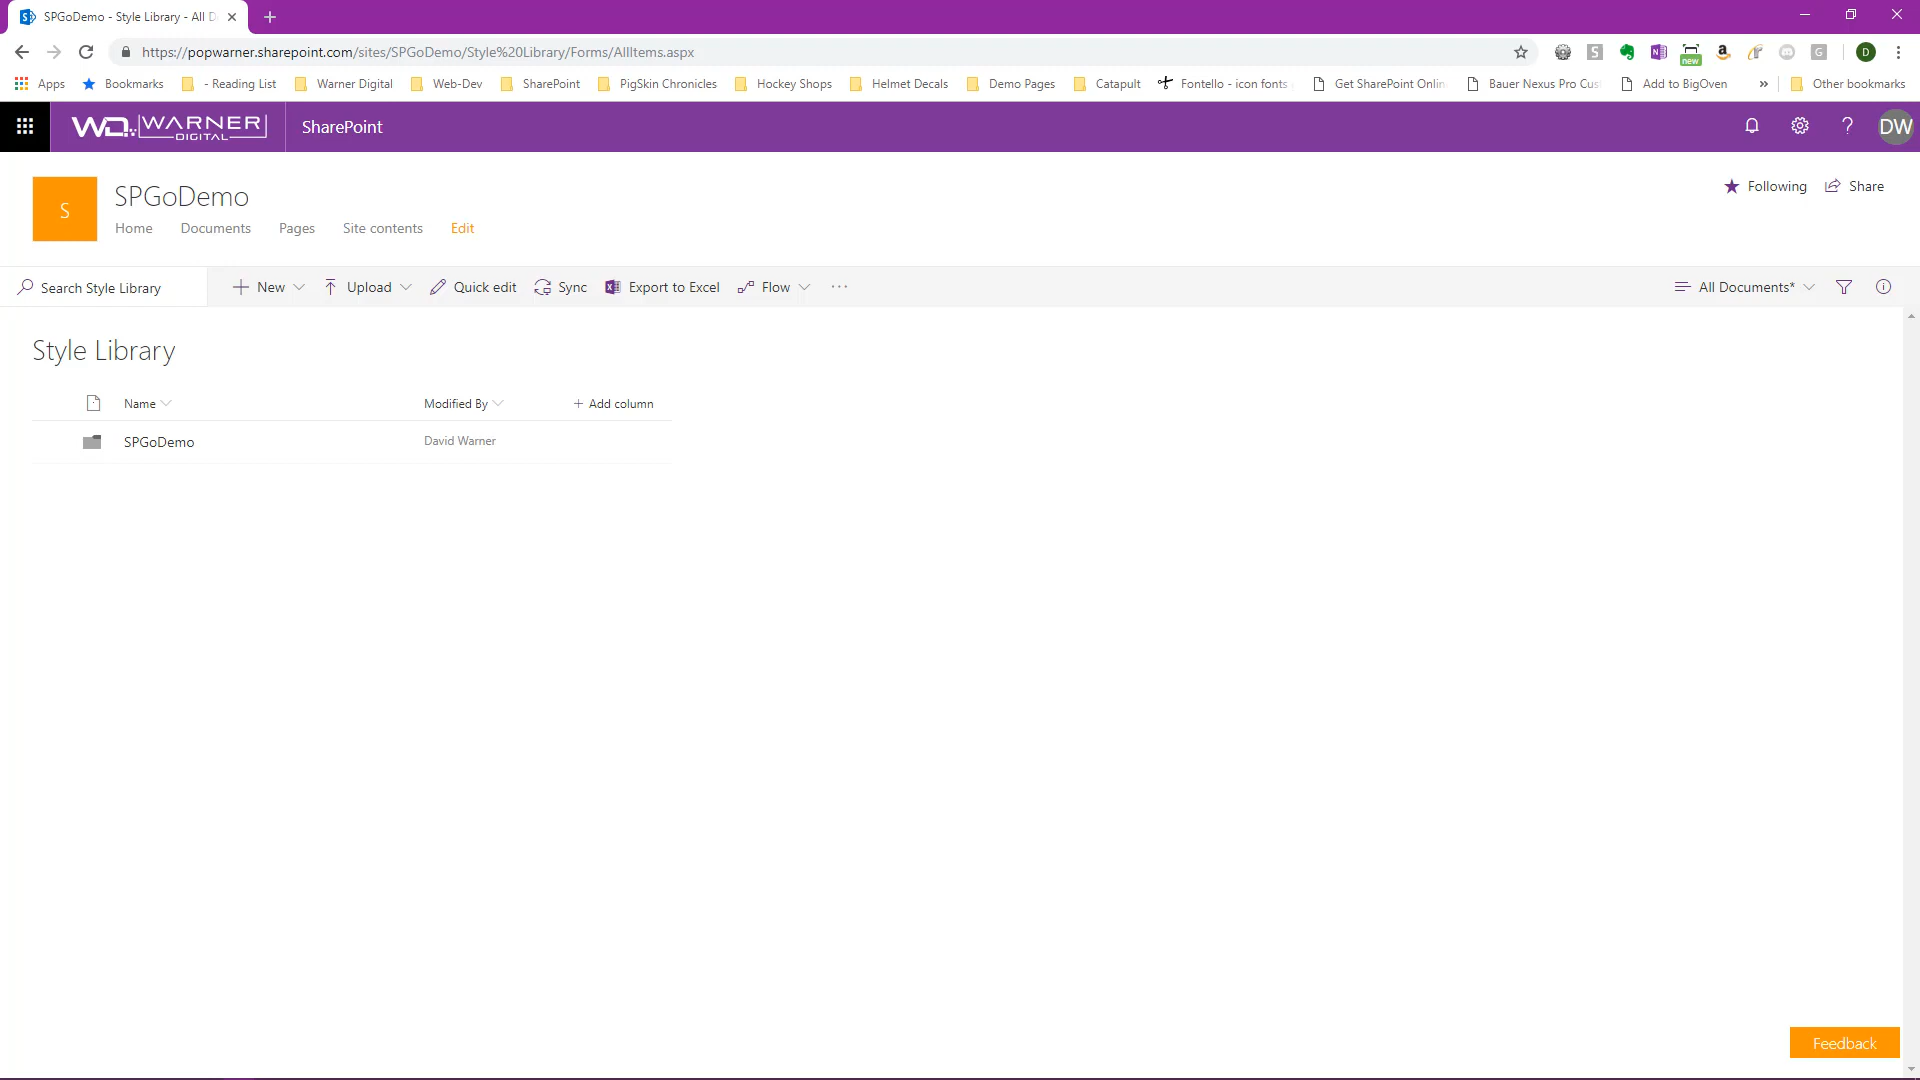 SPGoDemo - Style Library - All D
https://popwarner.sharepoint.com/sites/SPGoDemo/Style%20Library/Forms/AllItems.aspx
S N new a G D
Apps Bookmarks - Reading List Warner Digital Web-Dev SharePoint PigSkin Chronicles Hockey Shops Helmet Decals Demo Pages Catapult Fontello - icon fonts Get SharePoint Onlin Bauer Nexus Pro Cus Add to BigOven » Other bookmarks
WD WARNER DIGITAL SharePoint ? DW
S SPGoDemo Following Share
Home Documents Pages Site contents Edit
Search Style Library New Upload Quick edit Sync Export to Excel Flow ... All Documents*
Style Library
Name Modified By + Add column
SPGoDemo David Warner
Feedback